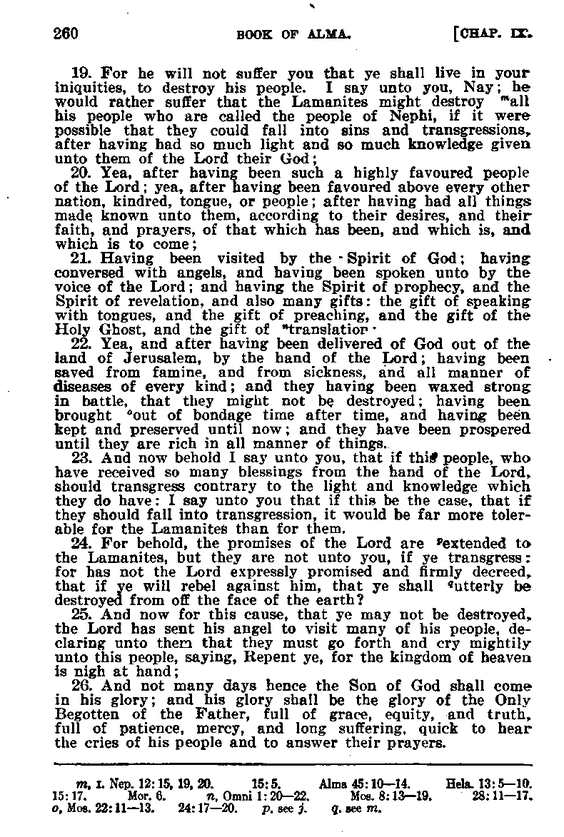 260 BOOK OF ALMA. [CHAP. IX.
19. For he will not suffer you that ye shall live in your
iniquities, to destroy his people. I say unto you, Nay; he
would rather suffer that the Lamanites might destroy ᵐall
his people who are called the people of Nephi, if it were
possible that they could fall into sins and transgressions,
after having had so much light and so much knowledge given
unto them of the Lord their God;
20. Yea, after having been such a highly favoured people
of the Lord; yea, after having been favoured above every other
nation, kindred, tongue, or people; after having had all things
made known unto them, according to their desires, and their
faith, and prayers, of that which has been, and which is, and
which is to come;
21. Having been visited by the Spirit of God; having
conversed with angels, and having been spoken unto by the
voice of the Lord; and having the Spirit of prophecy, and the
Spirit of revelation, and also many gifts: the gift of speaking
with tongues, and the gift of preaching, and the gift of the
Holy Ghost, and the gift of ⁿtranslation
22. Yea, and after having been delivered of God out of the
land of Jerusalem, by the hand of the Lord; having been
saved from famine, and from sickness, and all manner of
diseases of every kind; and they having been waxed strong
in battle, that they might not be destroyed; having been
brought ᵒout of bondage time after time, and having been
kept and preserved until now; and they have been prospered
until they are rich in all manner of things.
23. And now behold I say unto you, that if this people, who
have received so many blessings from the hand of the Lord,
should transgress contrary to the light and knowledge which
they do have: I say unto you that if this be the case, that if
they should fall into transgression, it would be far more toler-
able for the Lamanites than for them.
24. For behold, the promises of the Lord are ᵖextended to
the Lamanites, but they are not unto you, if ye transgress:
for has not the Lord expressly promised and firmly decreed,
that if ye will rebel against him, that ye shall ᑫutterly be
destroyed from off the face of the earth?
25. And now for this cause, that ye may not be destroyed,
the Lord has sent his angel to visit many of his people, de-
claring unto them that they must go forth and cry mightily
unto this people, saying, Repent ye, for the kingdom of heaven
is nigh at hand;
26. And not many days hence the Son of God shall come
in his glory; and his glory shall be the glory of the Only
Begotten of the Father, full of grace, equity, and truth,
full of patience, mercy, and long suffering, quick to hear
the cries of his people and to answer their prayers.
m, 1. Nep. 12:15, 19, 20. 15:5. Alma 45:10—14. Hela. 13:5—10.
15:17. Mor. 6. n, Omni 1:20—22. Mos. 8:13—19. 28:11—17.
o, Mos. 22:11—13. 24:17—20. p, see j. q, see m.